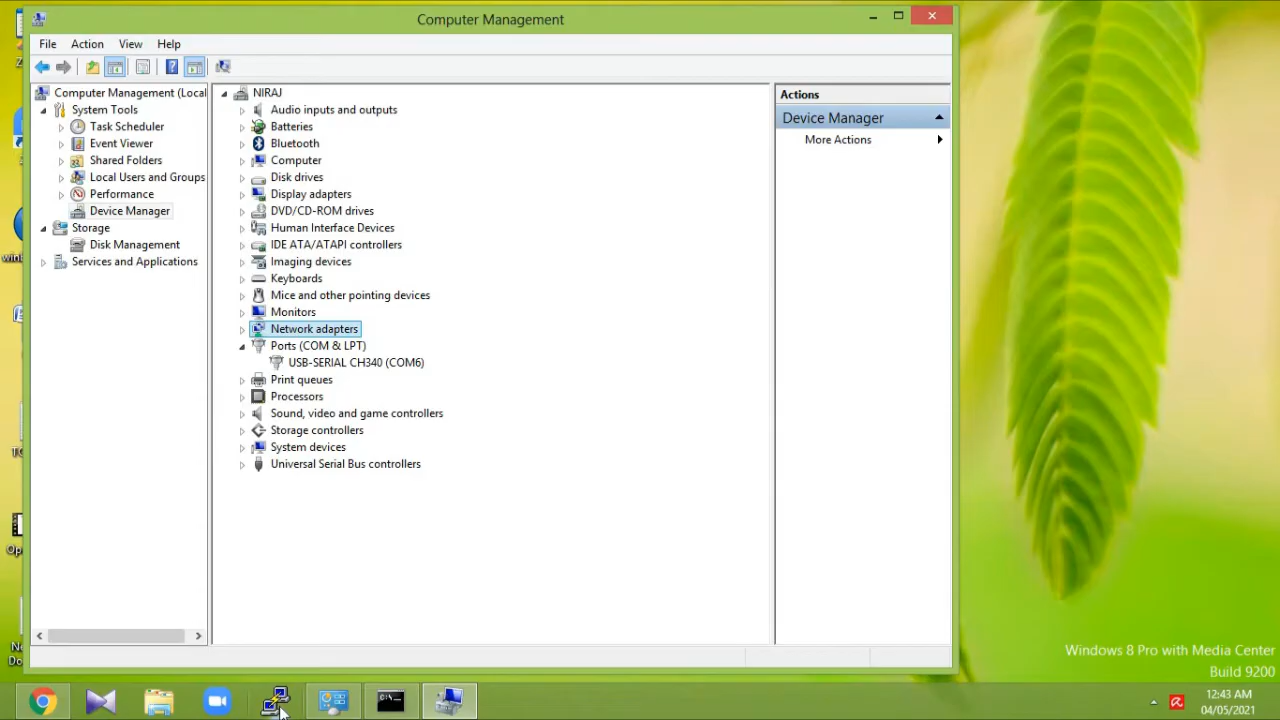 Computer Management
File Action View Help
Computer Management (Local
System Tools
Task Scheduler
Event Viewer
Shared Folders
Local Users and Groups
Performance
Device Manager
Storage
Disk Management
Services and Applications
NIRAJ
Audio inputs and outputs
Batteries
Bluetooth
Computer
Disk drives
Display adapters
DVD/CD-ROM drives
Human Interface Devices
IDE ATA/ATAPI controllers
Imaging devices
Keyboards
Mice and other pointing devices
Monitors
Network adapters
Ports (COM & LPT)
USB-SERIAL CH340 (COM6)
Print queues
Processors
Sound, video and game controllers
Storage controllers
System devices
Universal Serial Bus controllers
Actions
Device Manager
More Actions
Windows 8 Pro with Media Center
Build 9200
12:43 AM
04/05/2021